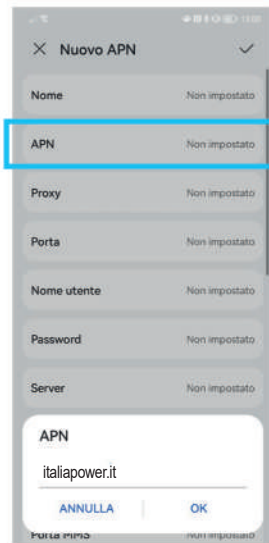 Nuovo APN
Nome Non impostato
APN Non impostato
Proxy Non impostato
Porta Non impostato
Nome utente Non impostato
Password Non impostato
Server Non impostato
APN
italiapower.it
ANNULLA OK
Porta MMS Non impostato